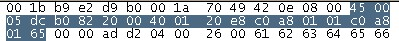 00 1b b9 e2 d9 b0 00 1a 70 49 42 0e 08 00 45 00
05 dc b0 82 20 00 40 01 20 e8 c0 a8 01 01 c0 a8
01 65 00 00 ad d2 04 00 26 00 61 62 63 64 65 66